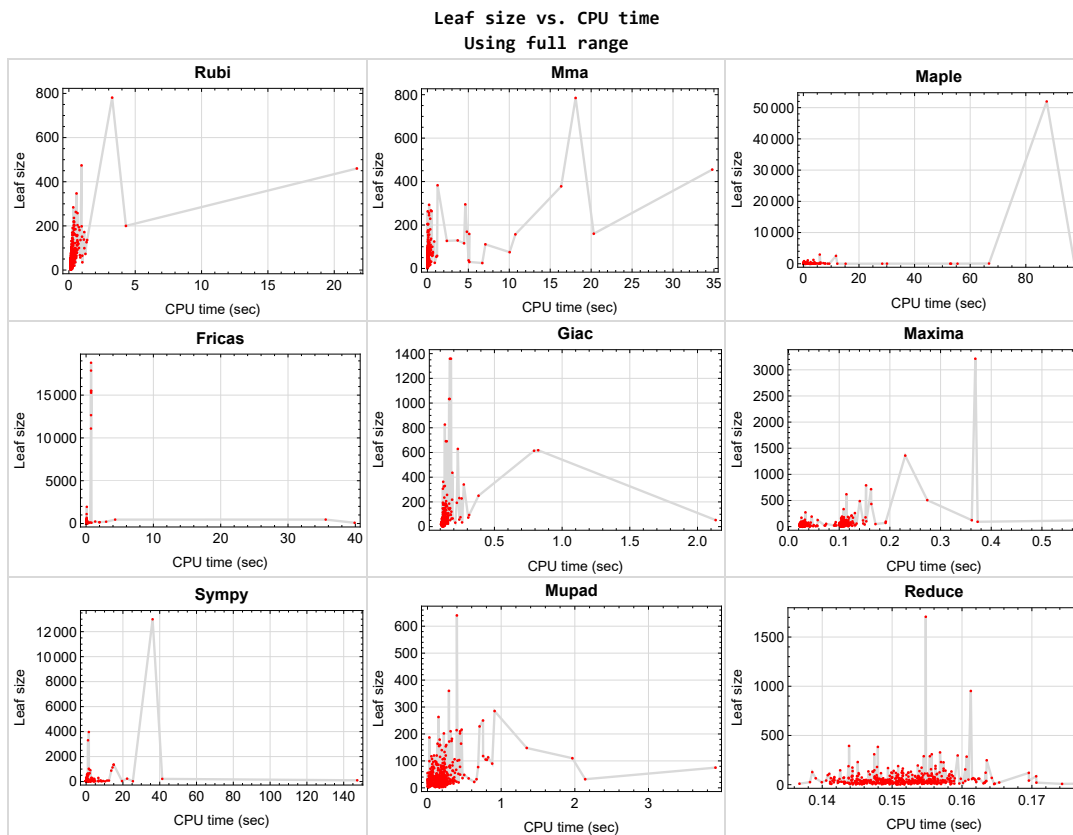 Leaf size vs. CPU time
Using full range
Rubi
Leaf size
800
600
400
200
0
0 5 10 15 20
CPU time (sec)
Mma
Leaf size
800
600
400
200
0
0 5 10 15 20 25 30 35
CPU time (sec)
Maple
Leaf size
50 000
40 000
30 000
20 000
10 000
0
0 20 40 60 80
CPU time (sec)
Fricas
Leaf size
15 000
10 000
5000
0
0 10 20 30 40
CPU time (sec)
Giac
Leaf size
1400
1200
1000
800
600
400
200
0
0.5 1.0 1.5 2.0
CPU time (sec)
Maxima
Leaf size
3000
2500
2000
1500
1000
500
0
0.0 0.1 0.2 0.3 0.4 0.5
CPU time (sec)
Sympy
Leaf size
12 000
10 000
8000
6000
4000
2000
0
0 20 40 60 80 100 120 140
CPU time (sec)
Mupad
Leaf size
600
500
400
300
200
100
0
0 1 2 3
CPU time (sec)
Reduce
Leaf size
1500
1000
500
0
0.14 0.15 0.16 0.17
CPU time (sec)